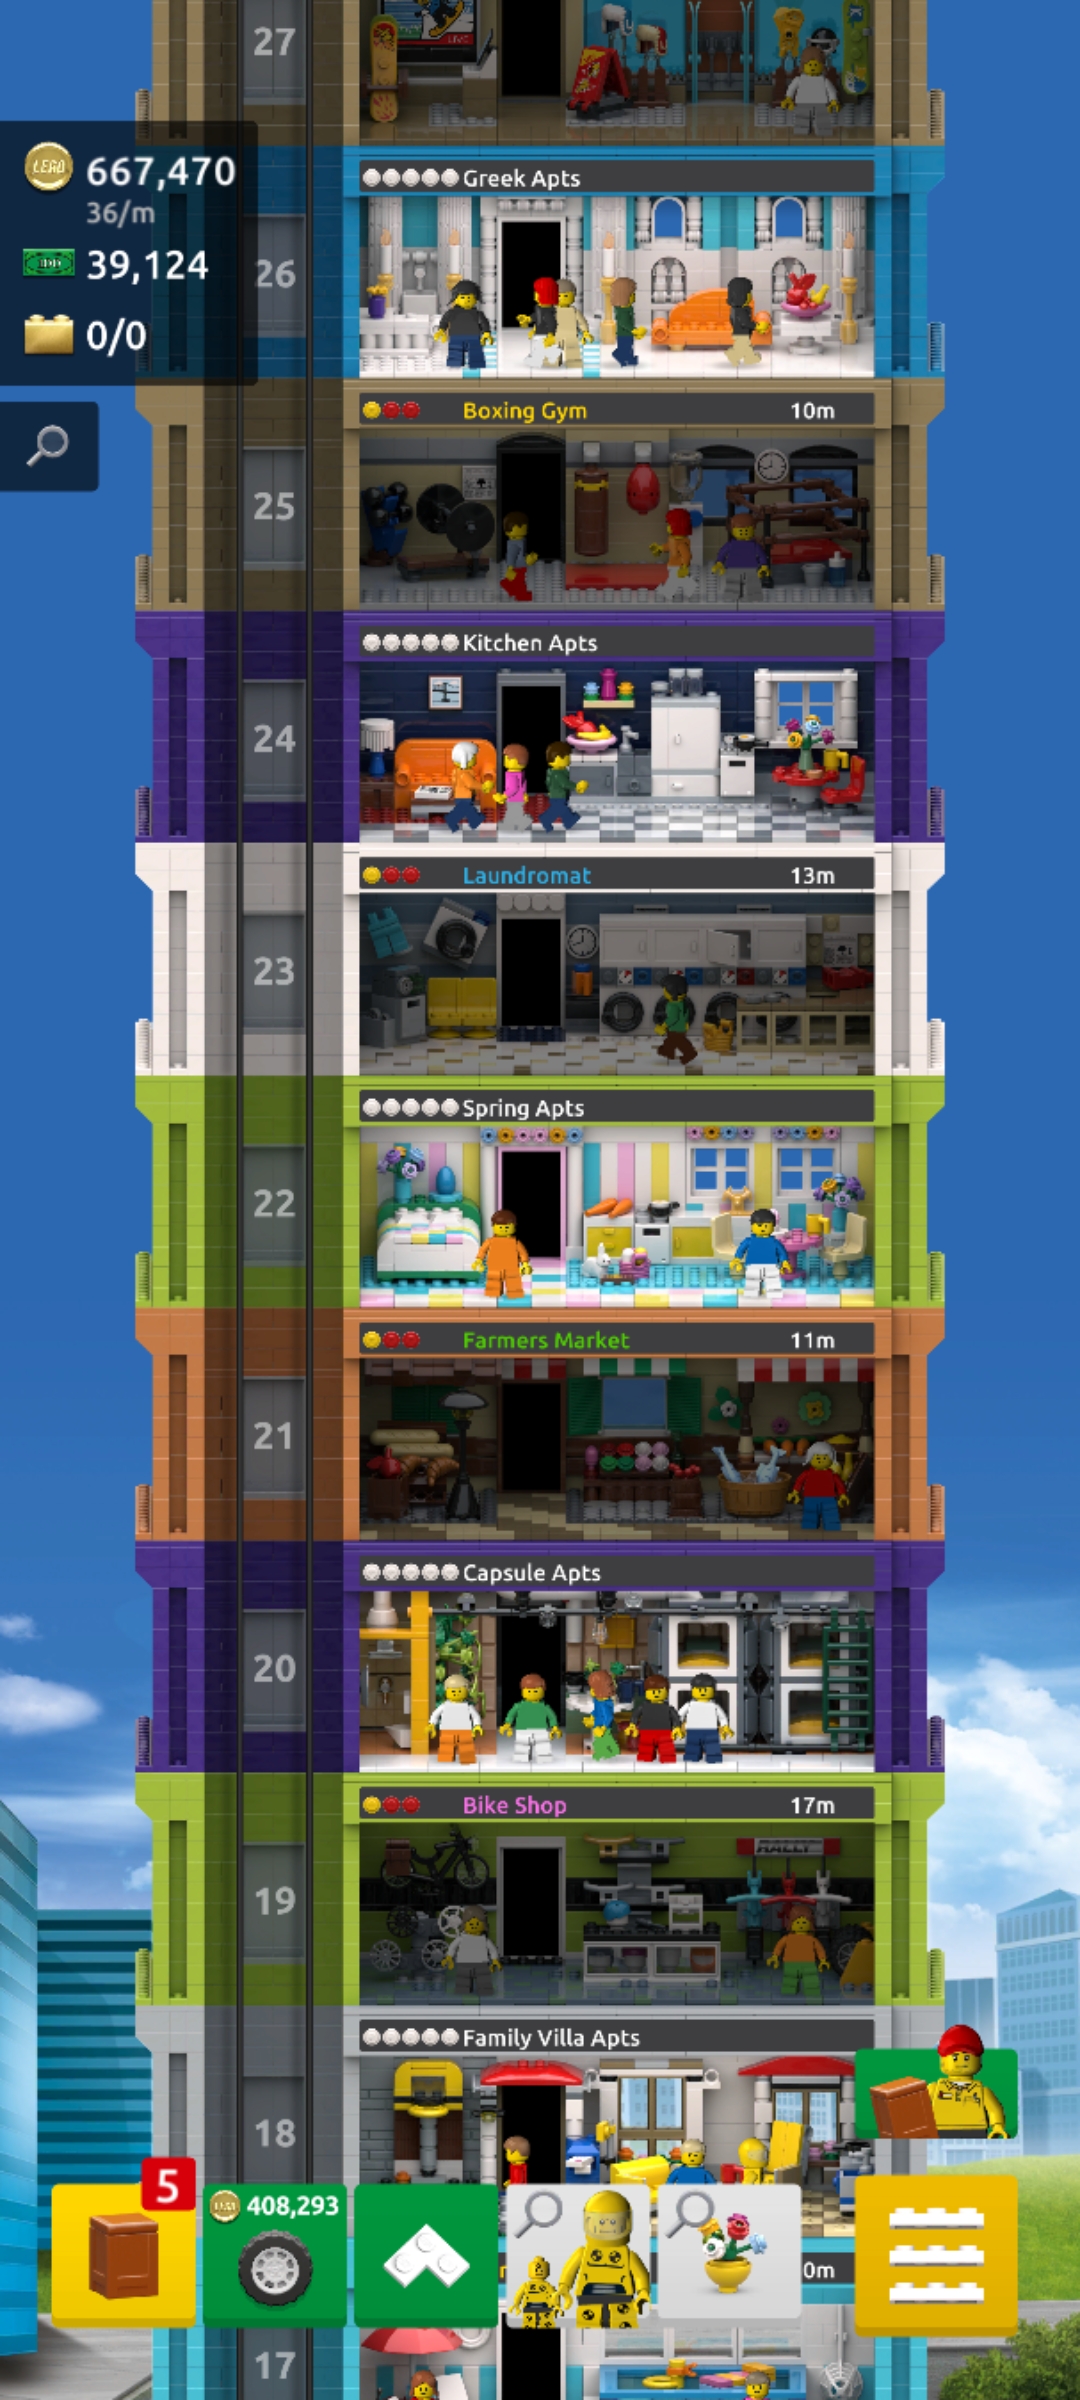 27
LIVE
LEGO 667,470
36/m
39,124
0/0
Greek Apts
26
Boxing Gym 10m
25
Kitchen Apts
24
Laundromat 13m
23
Spring Apts
22
Farmers Market 11m
21
Capsule Apts
20
Bike Shop 17m
RALLY
19
Family Villa Apts
18
5
408,293
0m
17